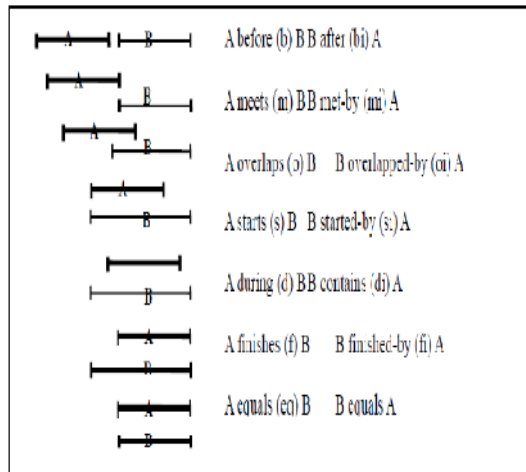 A B A before (b) B B after (bi) A
A
B A meets (m) B B met-by (mi) A
A
B
A overlaps (o) B B overlapped-by (oi) A
A
B A starts (s) B B started-by (si) A
B A during (d) B B contains (di) A
A A finishes (f) B B finished-by (fi) A
B
A A equals (eq) B B equals A
B